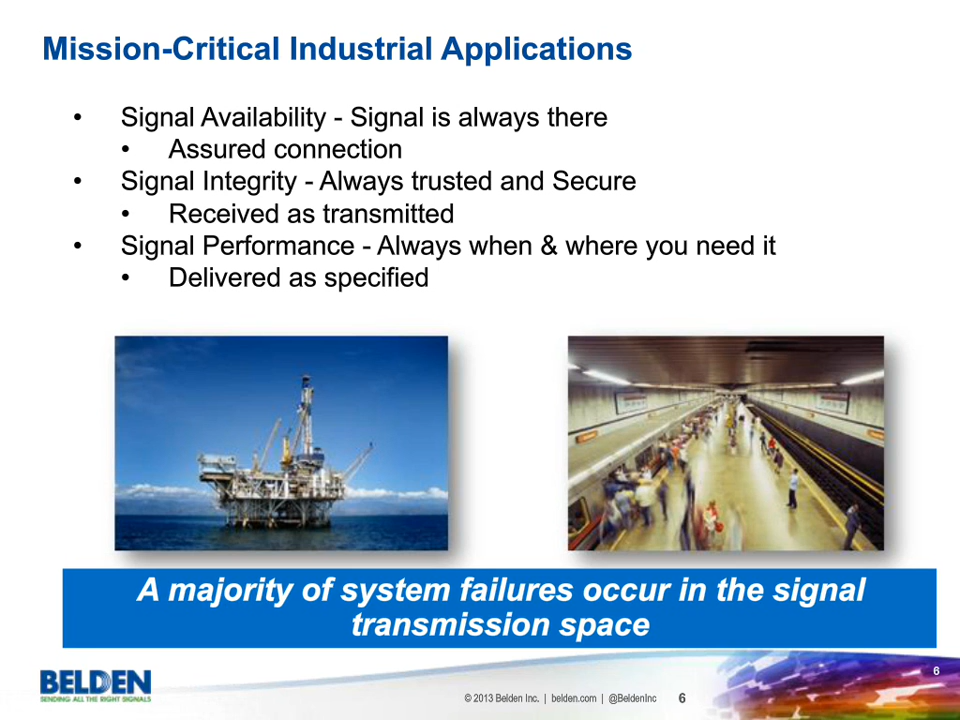 Mission-Critical Industrial Applications
• Signal Availability - Signal is always there
• Assured connection
• Signal Integrity - Always trusted and Secure
• Received as transmitted
• Signal Performance - Always when & where you need it
• Delivered as specified
A majority of system failures occur in the signal
transmission space
6
BELDEN
SENDING ALL THE RIGHT SIGNALS
© 2013 Belden Inc. | belden.com | @BeldenInc 6